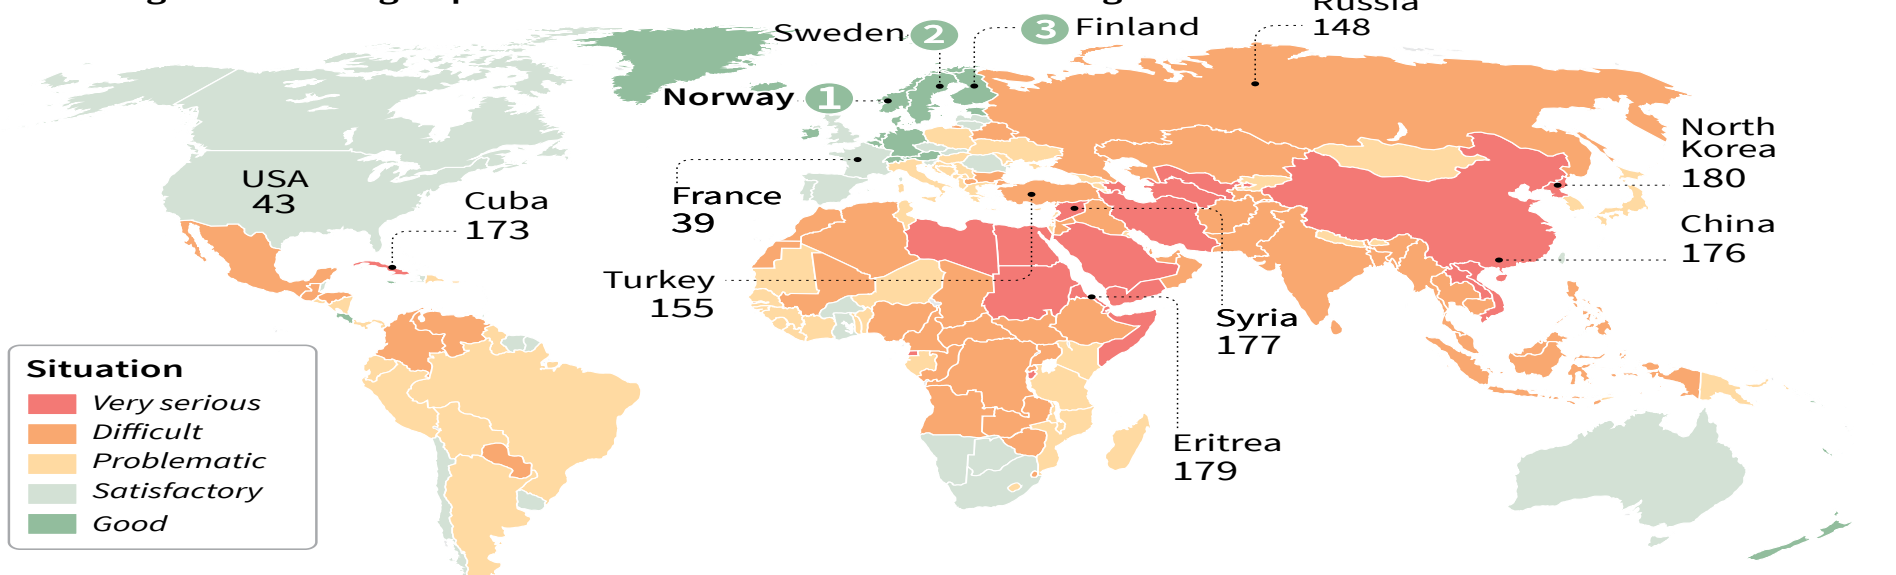 Russia
148
Sweden 2
3 Finland
Norway 1
North
Korea
180
USA
43
Cuba
173
France
39
China
176
Turkey
155
Syria
177
Situation
Very serious
Difficult
Problematic
Satisfactory
Good
Eritrea
179